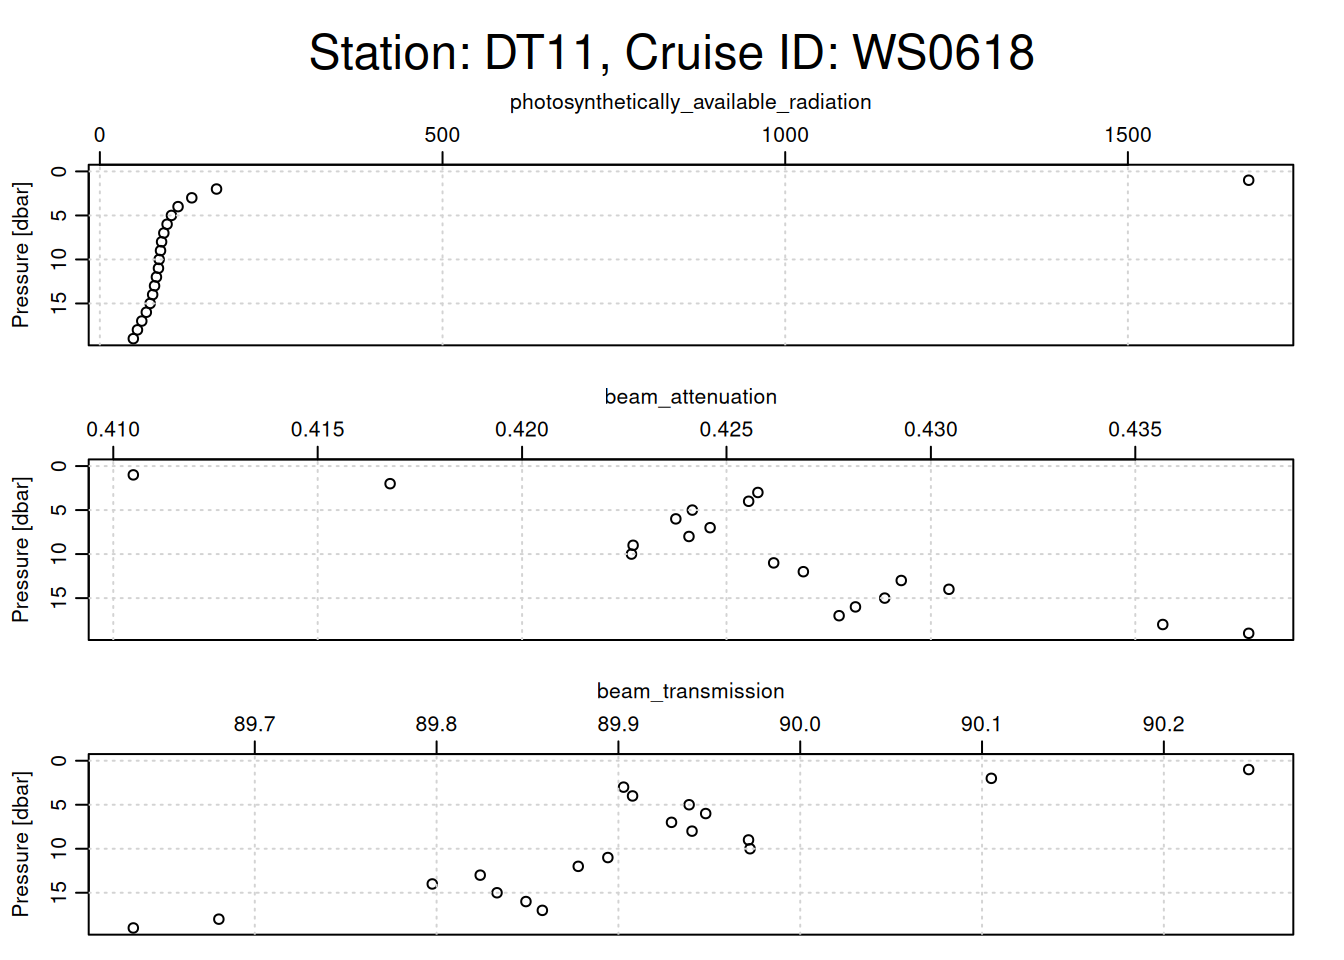 Station: DT11, Cruise ID: WS0618
photosynthetically_available_radiation
0 500 1000 1500
Pressure [dbar]
0
5
10
15
beam_attenuation
0.410 0.415 0.420 0.425 0.430 0.435
Pressure [dbar]
0
5
10
15
beam_transmission
89.7 89.8 89.9 90.0 90.1 90.2
Pressure [dbar]
0
5
10
15